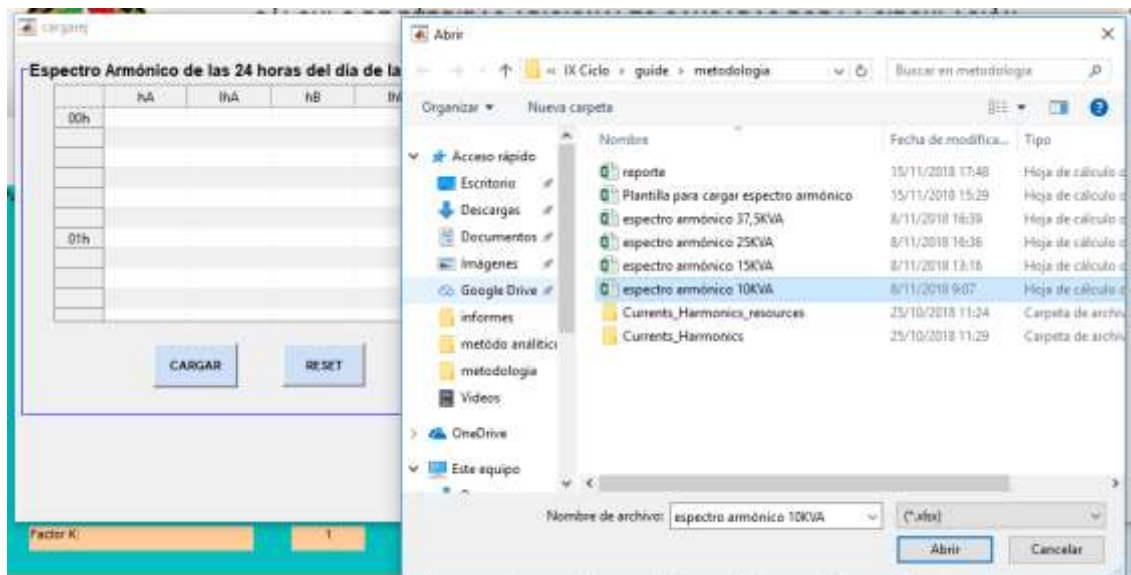 cargarej
Espectro Armónico de las 24 horas del día de la
hA IhA hB
00h
01h
CARGAR RESET
Factor K: 1
Abrir
« IX Ciclo > guide > metodologia
Buscar en metodología
Organizar Nueva carpeta
Nombre Fecha de modifica... Tipo
Acceso rápido
Escritorio
Descargas
Documentos
Imágenes
Google Drive
informes
metódo analítico
metodologia
Videos
OneDrive
Este equipo
reporte 15/11/2018 17:48 Hoja de cálculo
Plantilla para cargar espectro armónico 15/11/2018 15:29 Hoja de cálculo
espectro armónico 37,5KVA 8/11/2018 16:39 Hoja de cálculo
espectro armónico 25KVA 8/11/2018 16:36 Hoja de cálculo
espectro armónico 15KVA 8/11/2018 13:16 Hoja de cálculo
espectro armónico 10KVA 8/11/2018 9:07 Hoja de cálculo
Currents_Harmonics_resources 25/10/2018 11:24 Carpeta de archiv
Currents_Harmonics 25/10/2018 11:29 Carpeta de archiv
Nombre de archivo: espectro armónico 10KVA (*.xlsx)
Abrir Cancelar